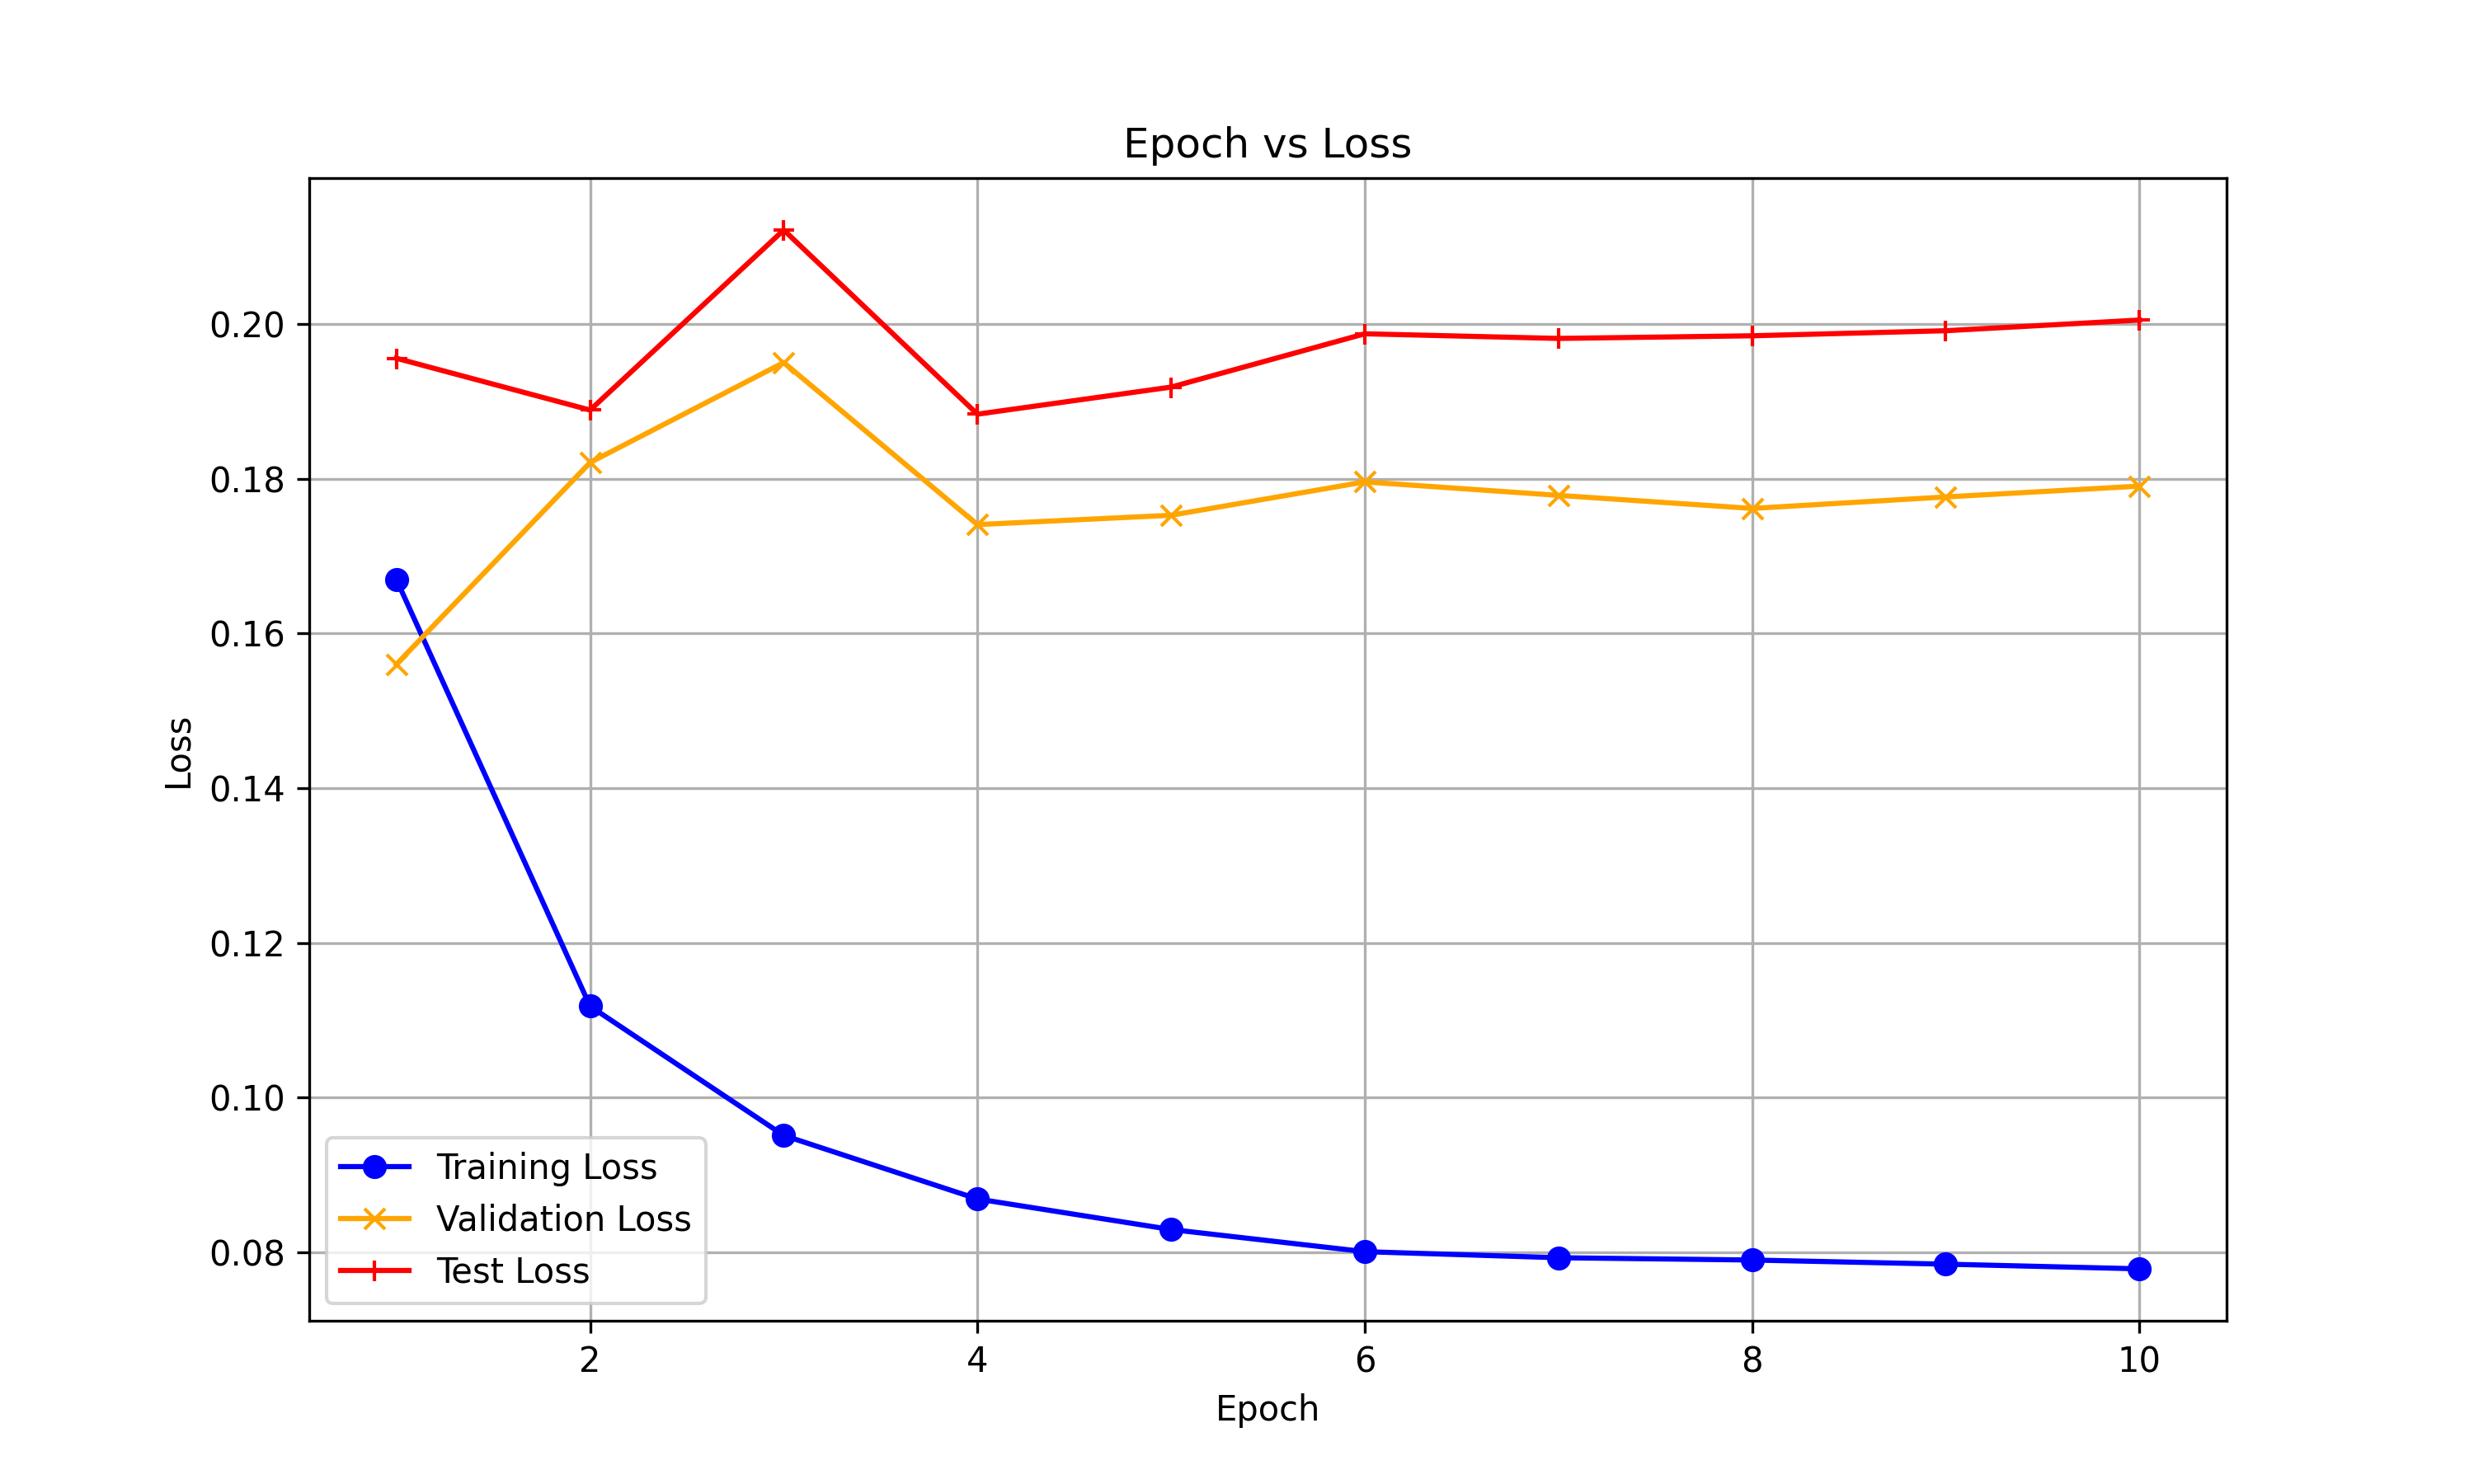 Epoch vs Loss
Loss
0.20
0.18
0.16
0.14
0.12
0.10
0.08
Training Loss
Validation Loss
Test Loss
2 4 6 8 10
Epoch